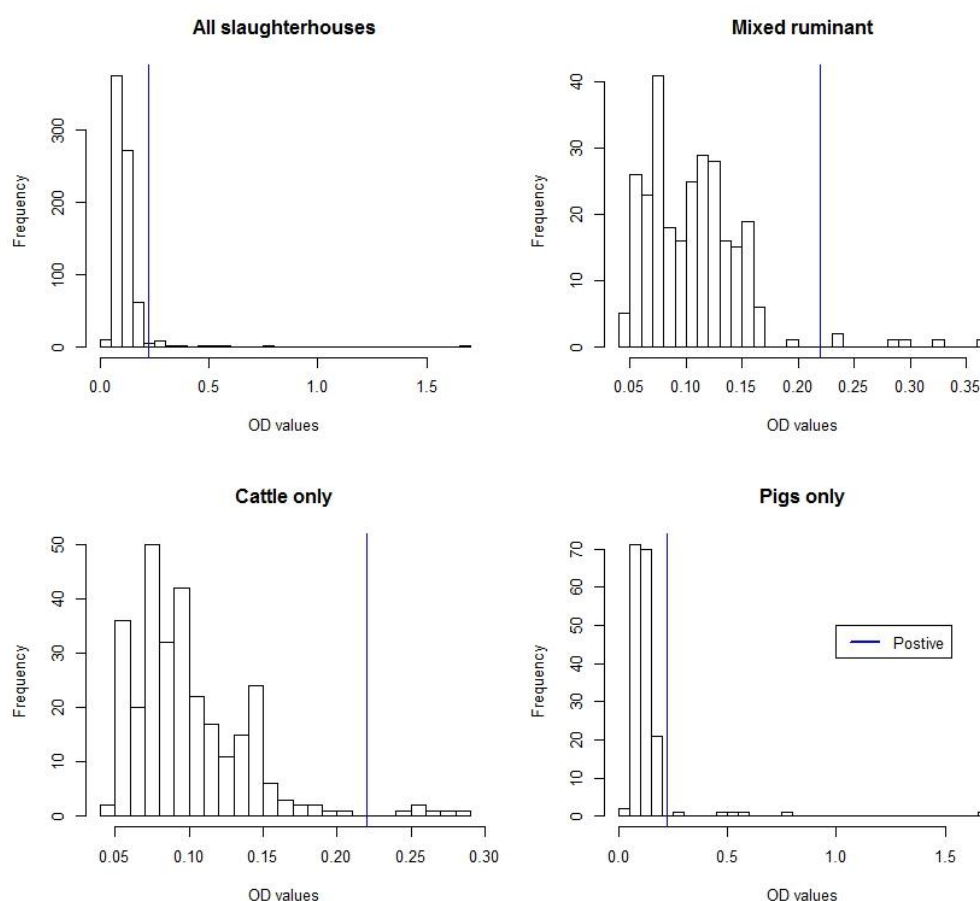 All slaughterhouses
Frequency
0 100 200 300
0.0 0.5 1.0 1.5
OD values
Mixed ruminant
Frequency
0 10 20 30 40
0.05 0.10 0.15 0.20 0.25 0.30 0.35
OD values
Cattle only
Frequency
0 10 20 30 40 50
0.05 0.10 0.15 0.20 0.25 0.30
OD values
Pigs only
Frequency
0 10 20 30 40 50 60 70
Postive
0.0 0.5 1.0 1.5
OD values